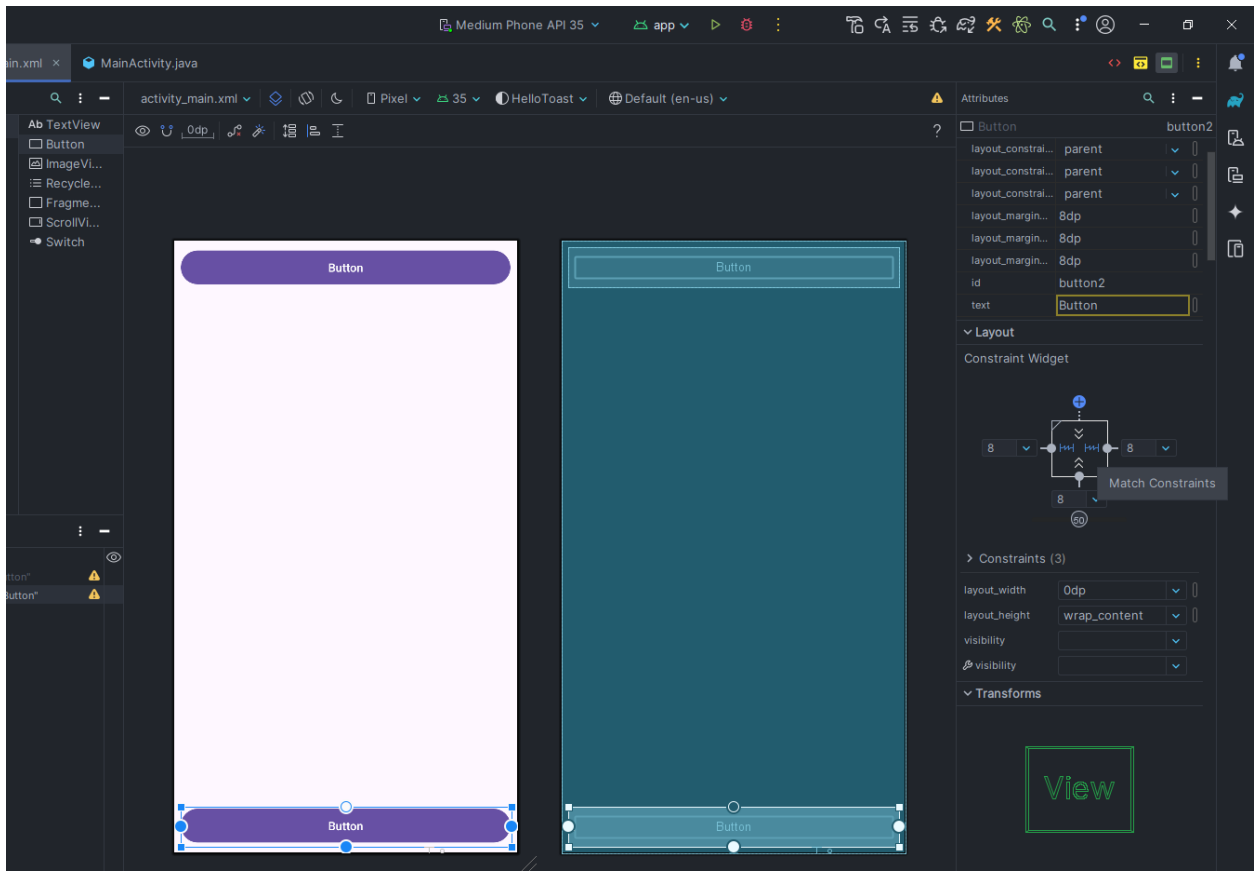 Medium Phone API 35
app
ain.xml
MainActivity.java
activity_main.xml
Pixel
35
HelloToast
Default (en-us)
Attributes
Ab TextView
Button
ImageVi...
Recycle...
Fragme...
ScrollVi...
Switch
0dp
?
Button
button2
layout_constrai...
parent
layout_constrai...
parent
layout_constrai...
parent
layout_margin...
8dp
layout_margin...
8dp
layout_margin...
8dp
id
button2
text
Button
Layout
Constraint Widget
8
8
Match Constraints
8
50
Constraints (3)
layout_width
0dp
layout_height
wrap_content
visibility
visibility
Transforms
View
Button
Button
Button
Button
utton"
Button"